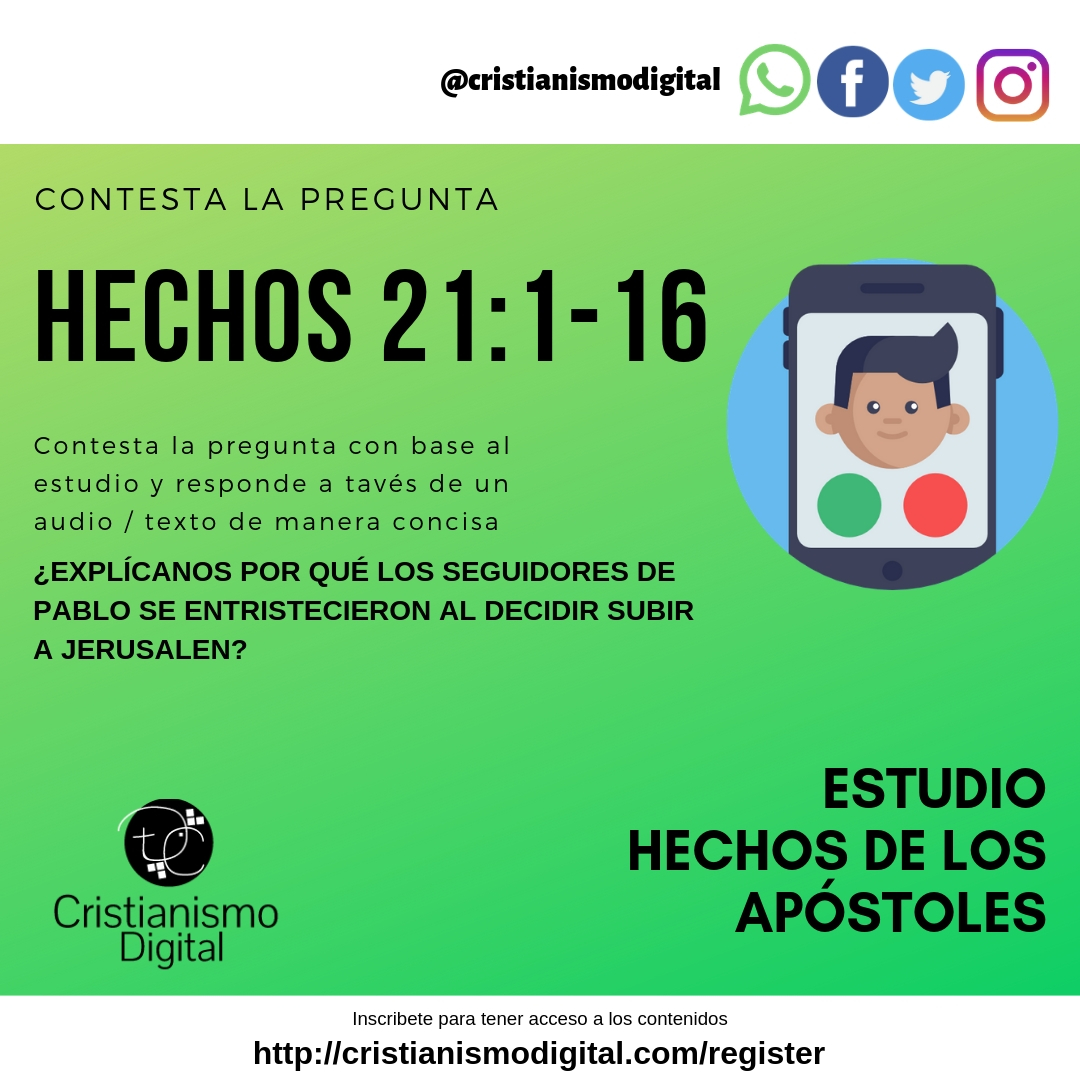 @cristianismodigital
CONTESTA LA PREGUNTA
HECHOS 21:1-16
Contesta la pregunta con base al
estudio y responde a tavés de un
audio / texto de manera concisa
¿EXPLÍCANOS POR QUÉ LOS SEGUIDORES DE
PABLO SE ENTRISTECIERON AL DECIDIR SUBIR
A JERUSALEN?
ESTUDIO
HECHOS DE LOS
APÓSTOLES
Cristianismo
Digital
Inscribete para tener acceso a los contenidos
http://cristianismodigital.com/register